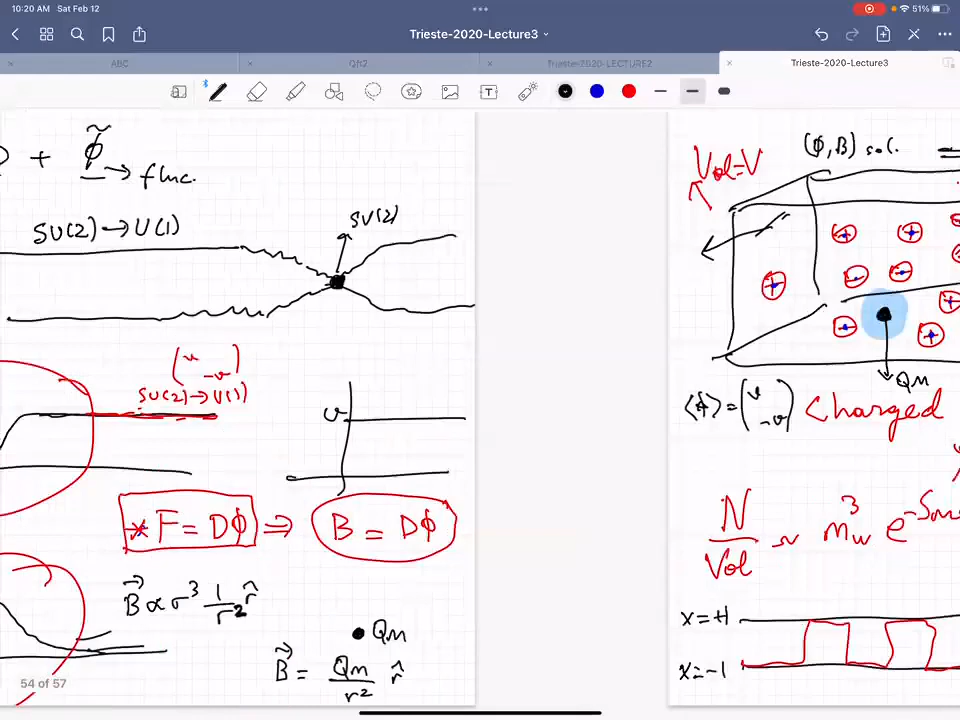 10:20 AM Sat Feb 12
51%
Trieste-2020-Lecture3
ABC
Qft2
Trieste-2020-LECTURE2
Trieste-2020-Lecture3
+ φ̃ → fluc.
SU(2) → U(1)
SU(2)
(v -v)
SU(2) → U(1)
v
* F = Dφ ⇒ B = Dφ
B⃗ ∝ σ³ 1/r² r̂
Qm
B⃗ = Qm/r² r̂
54 of 57
Vol = V
(φ, B) sol. =
+ +
- -
+ + +
- +
Qm
⟨φ⟩ = (v -v) Charged
N/Vol ~ m_w³ e^-S
x = +1
x = -1